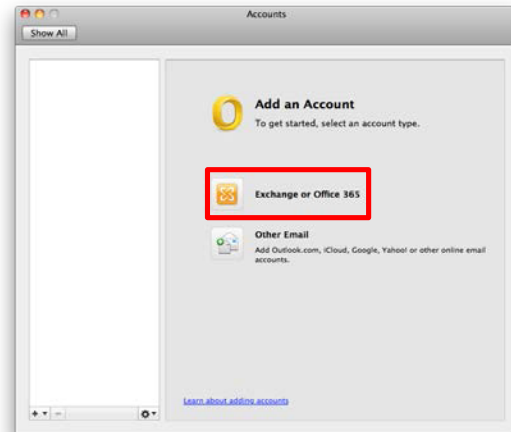 Accounts
Show All
Add an Account
To get started, select an account type.
Exchange or Office 365
Other Email
Add Outlook.com, iCloud, Google, Yahoo! or other online email
accounts.
Learn about adding accounts